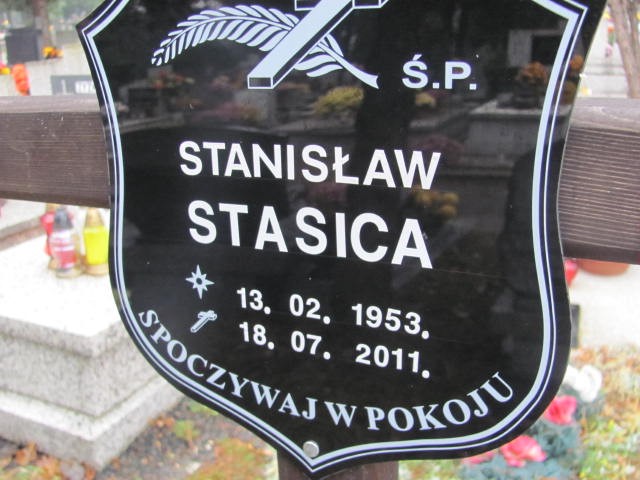 Ś.P.
STANISŁAW
STASICA
13. 02. 1953.
18. 07. 2011.
SPOCZYWAJ W POKOJU